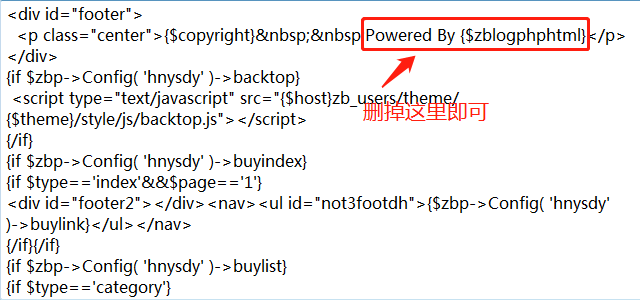 <div id="footer">
<p class="center">{$copyright}&nbsp;&nbsp;Powered By {$zblogphphtml}</p>
</div>
{if $zbp->Config( 'hnysdy' )->backtop}
<script type="text/javascript" src="{$host}zb_users/theme/
{$theme}/style/js/backtop.js"></script>
删掉这里即可
{/if}
{if $zbp->Config( 'hnysdy' )->buyindex}
{if $type=='index'&&$page=='1'}
<div id="footer2"></div><nav><ul id="not3footdh">{$zbp->Config( 'hnysdy'
)->buylink}</ul></nav>
{/if}{/if}
{if $zbp->Config( 'hnysdy' )->buylist}
{if $type=='category'}